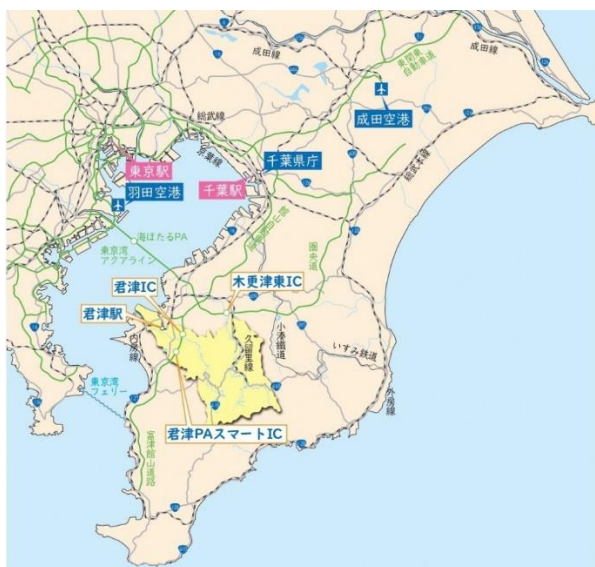 成田線
成田線
東関東
自動車道
成田空港
総武線
京葉線
千葉県庁
東京駅
千葉駅
羽田空港
総武本線
海ほたるPA
東京湾
アクアライン
館山自動車道
圏央道
君津IC
木更津東IC
君津駅
内房線
久留里線
小湊鐵道
いすみ鉄道
外房線
東京湾
フェリー
君津PAスマートIC
富津館山道路